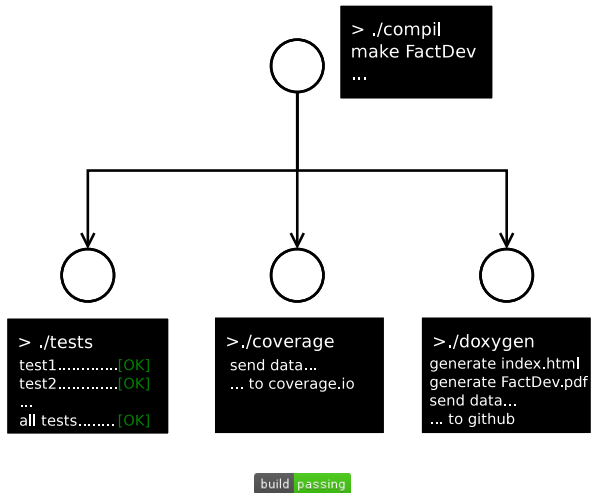 > ./compil
make FactDev
...
> ./tests
test1.............[OK]
test2.............[OK]
...
all tests........[OK]
>./coverage
send data...
... to coverage.io
>./doxygen
generate index.html
generate FactDev.pdf
send data...
... to github
build passing